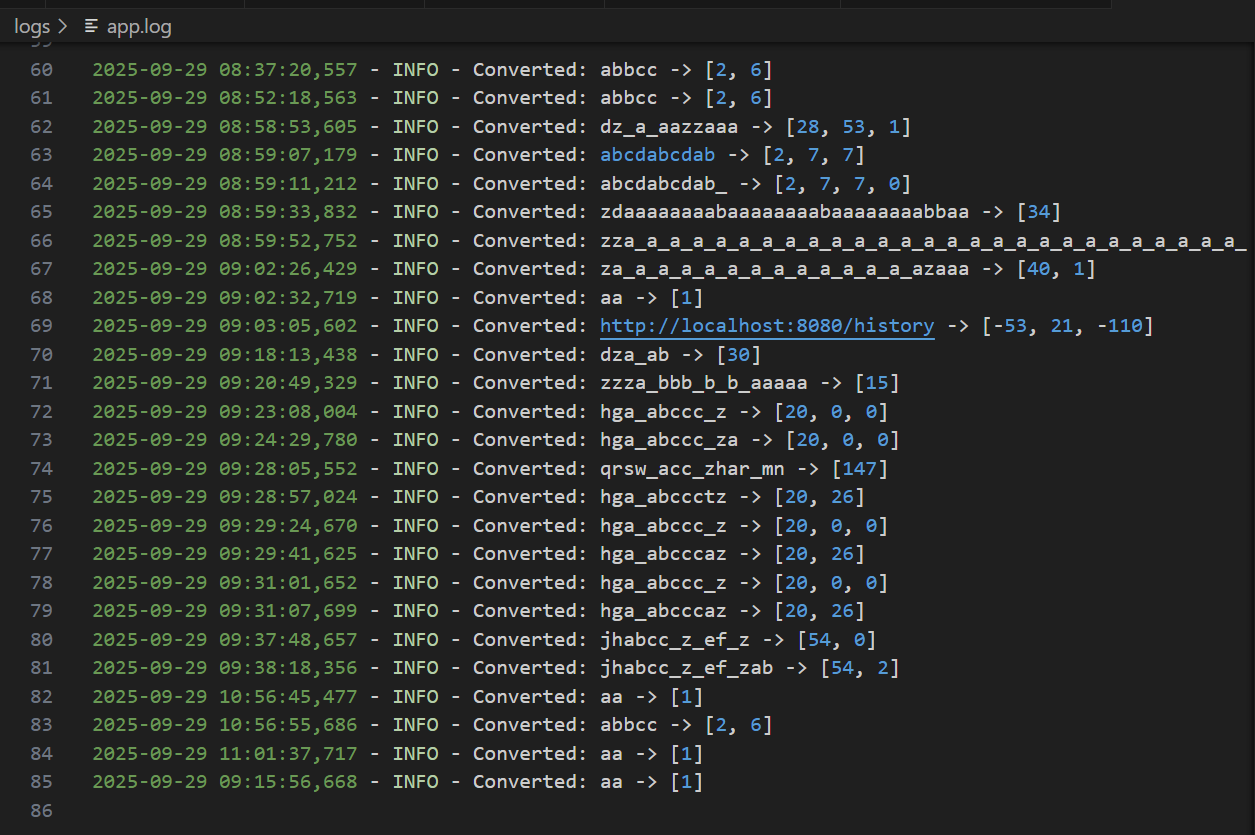 logs > app.log
59
60 2025-09-29 08:37:20,557 - INFO - Converted: abbcc -> [2, 6]
61 2025-09-29 08:52:18,563 - INFO - Converted: abbcc -> [2, 6]
62 2025-09-29 08:58:53,605 - INFO - Converted: dz_a_aazzaaa -> [28, 53, 1]
63 2025-09-29 08:59:07,179 - INFO - Converted: abcdabcdab -> [2, 7, 7]
64 2025-09-29 08:59:11,212 - INFO - Converted: abcdabcdab_ -> [2, 7, 7, 0]
65 2025-09-29 08:59:33,832 - INFO - Converted: zdaaaaaaaabaaaaaaaabaaaaaaaabbaa -> [34]
66 2025-09-29 08:59:52,752 - INFO - Converted: zza_a_a_a_a_a_a_a_a_a_a_a_a_a_a_a_a_a_a_a_a_a_a_a_a_a_a_
67 2025-09-29 09:02:26,429 - INFO - Converted: za_a_a_a_a_a_a_a_a_a_a_a_a_azaaa -> [40, 1]
68 2025-09-29 09:02:32,719 - INFO - Converted: aa -> [1]
69 2025-09-29 09:03:05,602 - INFO - Converted: http://localhost:8080/history -> [-53, 21, -110]
70 2025-09-29 09:18:13,438 - INFO - Converted: dza_ab -> [30]
71 2025-09-29 09:20:49,329 - INFO - Converted: zzza_bbb_b_b_aaaaa -> [15]
72 2025-09-29 09:23:08,004 - INFO - Converted: hga_abccc_z -> [20, 0, 0]
73 2025-09-29 09:24:29,780 - INFO - Converted: hga_abccc_za -> [20, 0, 0]
74 2025-09-29 09:28:05,552 - INFO - Converted: qrsw_acc_zhar_mn -> [147]
75 2025-09-29 09:28:57,024 - INFO - Converted: hga_abccctz -> [20, 26]
76 2025-09-29 09:29:24,670 - INFO - Converted: hga_abccc_z -> [20, 0, 0]
77 2025-09-29 09:29:41,625 - INFO - Converted: hga_abcccaz -> [20, 26]
78 2025-09-29 09:31:01,652 - INFO - Converted: hga_abccc_z -> [20, 0, 0]
79 2025-09-29 09:31:07,699 - INFO - Converted: hga_abcccaz -> [20, 26]
80 2025-09-29 09:37:48,657 - INFO - Converted: jhabcc_z_ef_z -> [54, 0]
81 2025-09-29 09:38:18,356 - INFO - Converted: jhabcc_z_ef_zab -> [54, 2]
82 2025-09-29 10:56:45,477 - INFO - Converted: aa -> [1]
83 2025-09-29 10:56:55,686 - INFO - Converted: abbcc -> [2, 6]
84 2025-09-29 11:01:37,717 - INFO - Converted: aa -> [1]
85 2025-09-29 09:15:56,668 - INFO - Converted: aa -> [1]
86